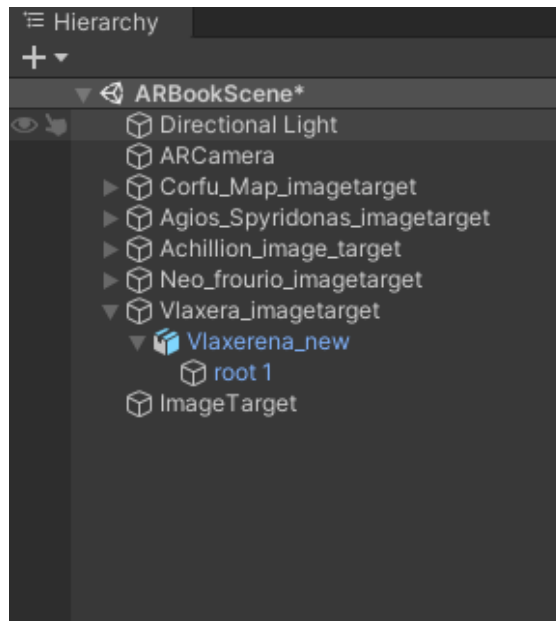 Hierarchy
ARBookScene*
Directional Light
ARCamera
Corfu_Map_imagetarget
Agios_Spyridonas_imagetarget
Achillion_image_target
Neo_frourio_imagetarget
Vlaxera_imagetarget
Vlaxerena_new
root 1
ImageTarget